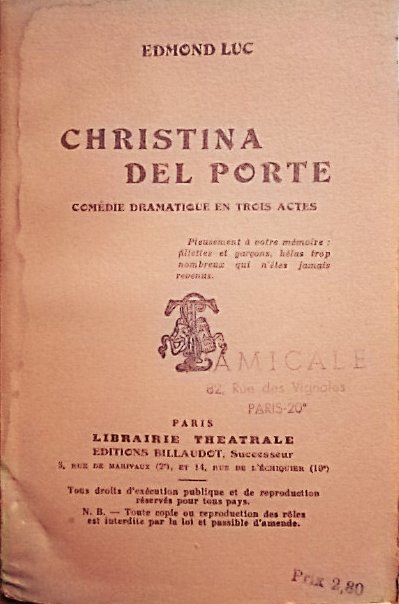 EDMOND LUC
CHRISTINA
DEL PORTE
COMÉDIE DRAMATIQUE EN TROIS ACTES
Pieusement à votre mémoire :
fillettes et garçons, hélas trop
nombreux qui n'êtes jamais
revenus.
AMICALE
82, Rue des Vignoles
PARIS-20e
PARIS
LIBRAIRIE THEATRALE
EDITIONS BILLAUDOT, Successeur
3, RUE DE MARIVAUX (2e), ET 14, RUE DE L'ÉCHIQUIER (10e)
Tous droits d'exécution publique et de reproduction
réservés pour tous pays.
N. B. — Toute copie ou reproduction des rôles
est interdite par la loi et passible d'amende.
Prix 2,80